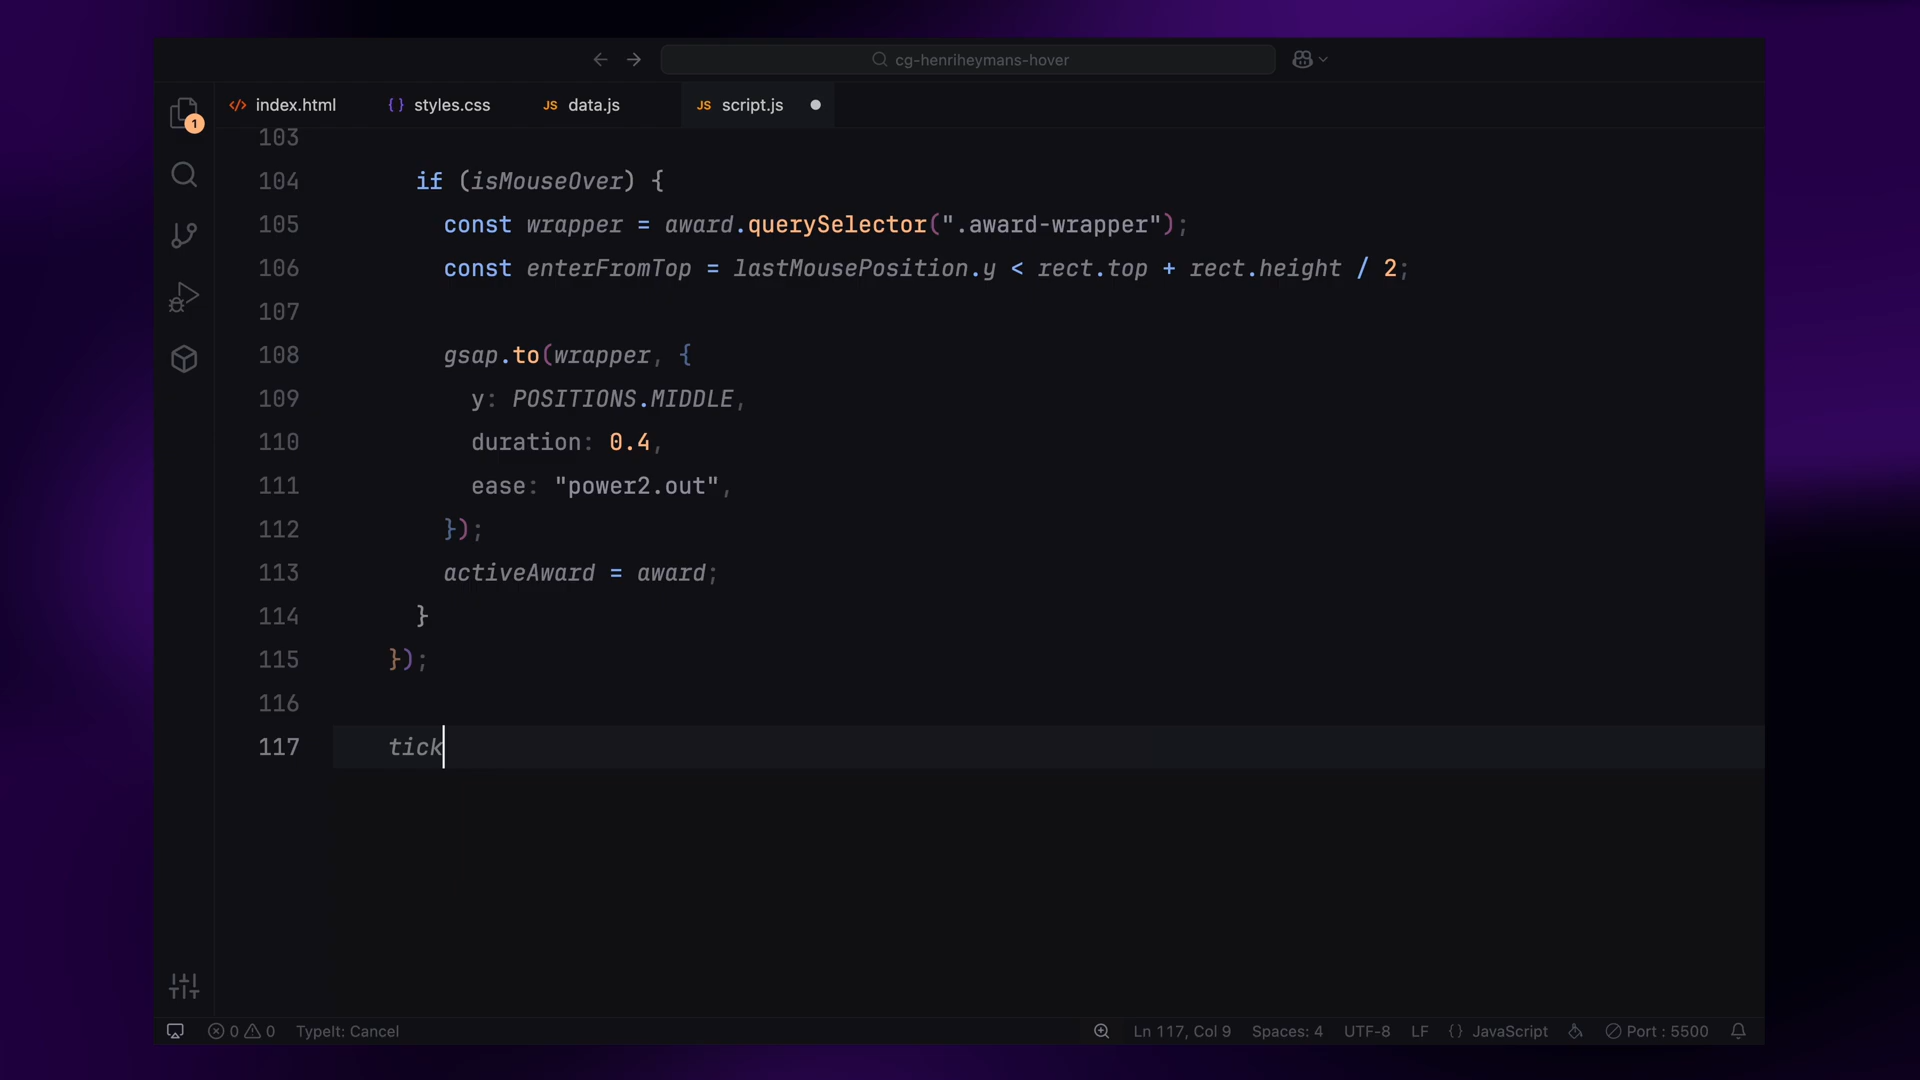 cg-henriheymans-hover
index.html
styles.css
JS data.js
JS script.js
1
103
104 if (isMouseOver) {
105 const wrapper = award.querySelector(".award-wrapper");
106 const enterFromTop = lastMousePosition.y < rect.top + rect.height / 2;
107
108 gsap.to(wrapper, {
109 y: POSITIONS.MIDDLE,
110 duration: 0.4,
111 ease: "power2.out",
112 });
113 activeAward = award;
114 }
115 });
116
117 tick
0 0 TypeIt: Cancel Ln 117, Col 9 Spaces: 4 UTF-8 LF {} JavaScript Port : 5500